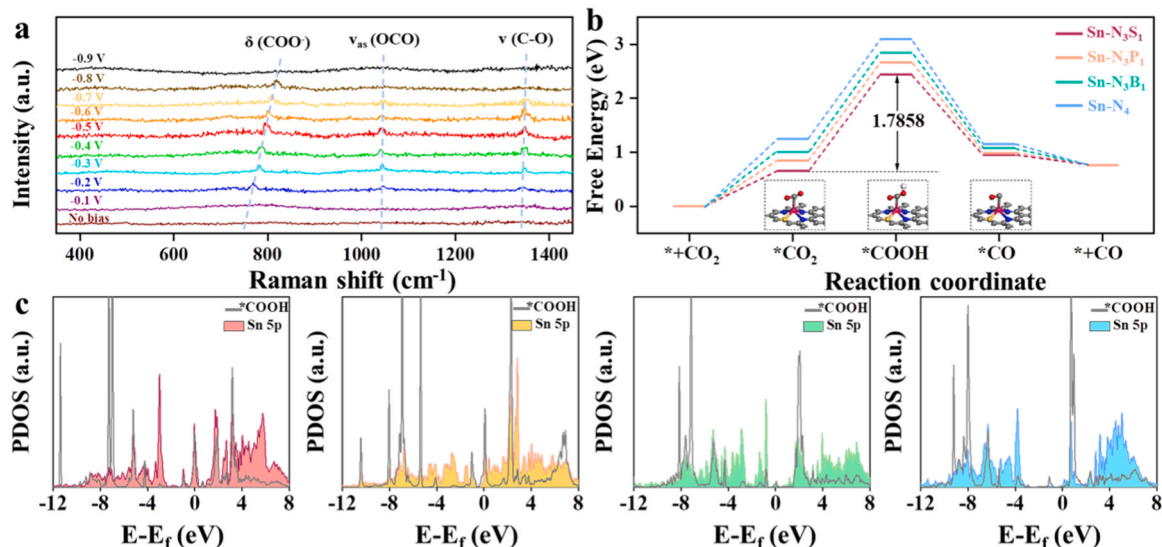 a
Intensity (a.u.)
δ (COO-)
νas (OCO)
ν (C-O)
-0.9 V
-0.8 V
-0.7 V
-0.6 V
-0.5 V
-0.4 V
-0.3 V
-0.2 V
-0.1 V
No bias
400 600 800 1000 1200 1400
Raman shift (cm-1)
b
Free Energy (eV)
3
2
1
0
1.7858
Sn-N3S1
Sn-N3P1
Sn-N3B1
Sn-N4
*+CO2 *CO2 *COOH *CO *+CO
Reaction coordinate
c
PDOS (a.u.)
*COOH
Sn 5p
-12 -8 -4 0 4 8
E-Ef (eV)
PDOS (a.u.)
*COOH
Sn 5p
-12 -8 -4 0 4 8
E-Ef (eV)
PDOS (a.u.)
*COOH
Sn 5p
-12 -8 -4 0 4 8
E-Ef (eV)
PDOS (a.u.)
*COOH
Sn 5p
-12 -8 -4 0 4 8
E-Ef (eV)